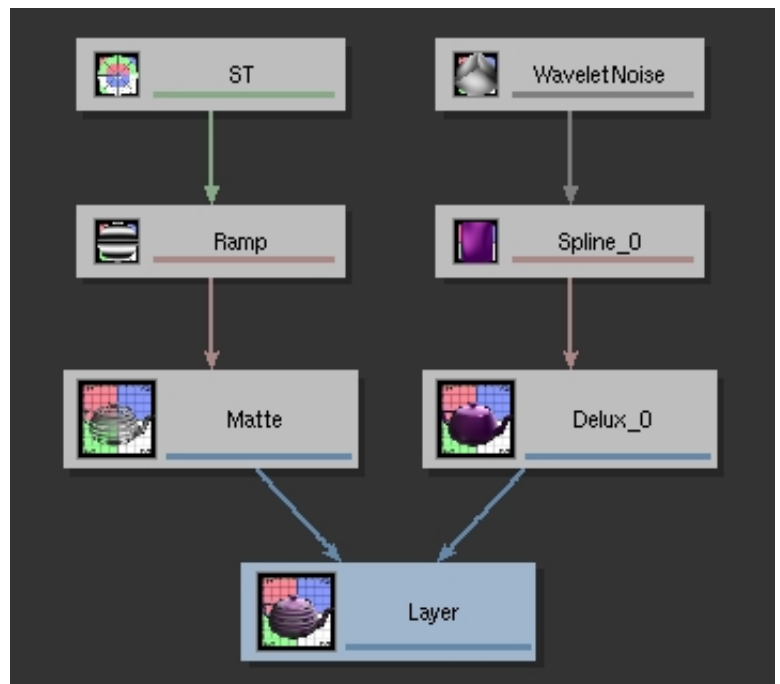 ST
WaveletNoise
Ramp
Spline_0
Matte
Delux_0
Layer